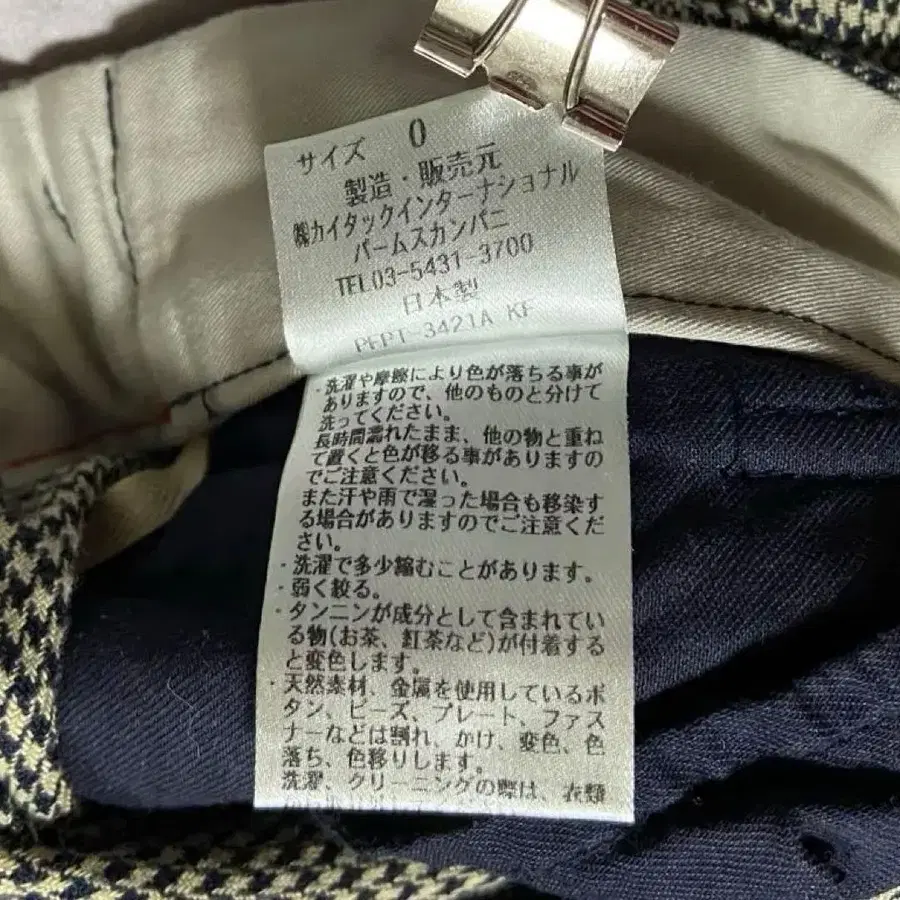 サイズ 0
製造・販売元
㈱カイタックインターナショナル
パームスカンパニ
TEL03-5431-3700
日本製
PFPT-3421A KF
・洗濯や摩擦により色が落ちる事が
ありますので、他のものと分けて
洗ってください。
長時間濡れたまま、他の物と重ね
て置くと色が移る事がありますの
でご注意ください。
また汗や雨で湿った場合も移染す
る場合がありますのでご注意くだ
さい。
・洗濯で多少縮むことがあります。
・弱く絞る。
・タンニンが成分として含まれてい
る物(お茶、紅茶など)が付着する
と変色します。
・天然素材、金属を使用しているボ
タン、ビーズ、プレート、ファス
ナーなどは割れ、かけ、変色、色
落ち、色移りします。
洗濯、クリーニングの際は、衣類